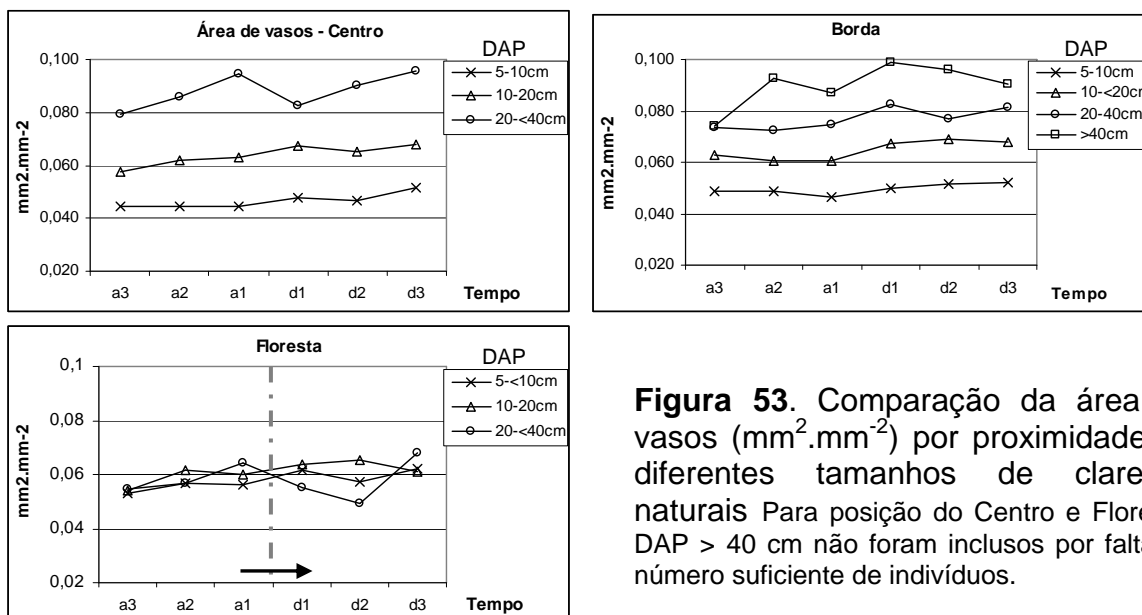 Área de vasos - Centro
DAP
5-10cm
10-20cm
20-<40cm
mm2.mm-2
0,100
0,080
0,060
0,040
0,020
a3 a2 a1 d1 d2 d3 Tempo
Borda
DAP
5-10cm
10-<20cm
20-40cm
>40cm
mm2.mm-2
0,100
0,080
0,060
0,040
0,020
a3 a2 a1 d1 d2 d3
Tempo
Floresta
DAP
5-<10cm
10-20cm
20-<40cm
mm2.mm-2
0,1
0,08
0,06
0,04
0,02
a3 a2 a1 d1 d2 d3 Tempo
Figura 53. Comparação da área
vasos (mm².mm⁻²) por proximidade
diferentes tamanhos de
naturais Para posição do Centro e
DAP > 40 cm não foram inclusos por
número suficiente de indivíduos.